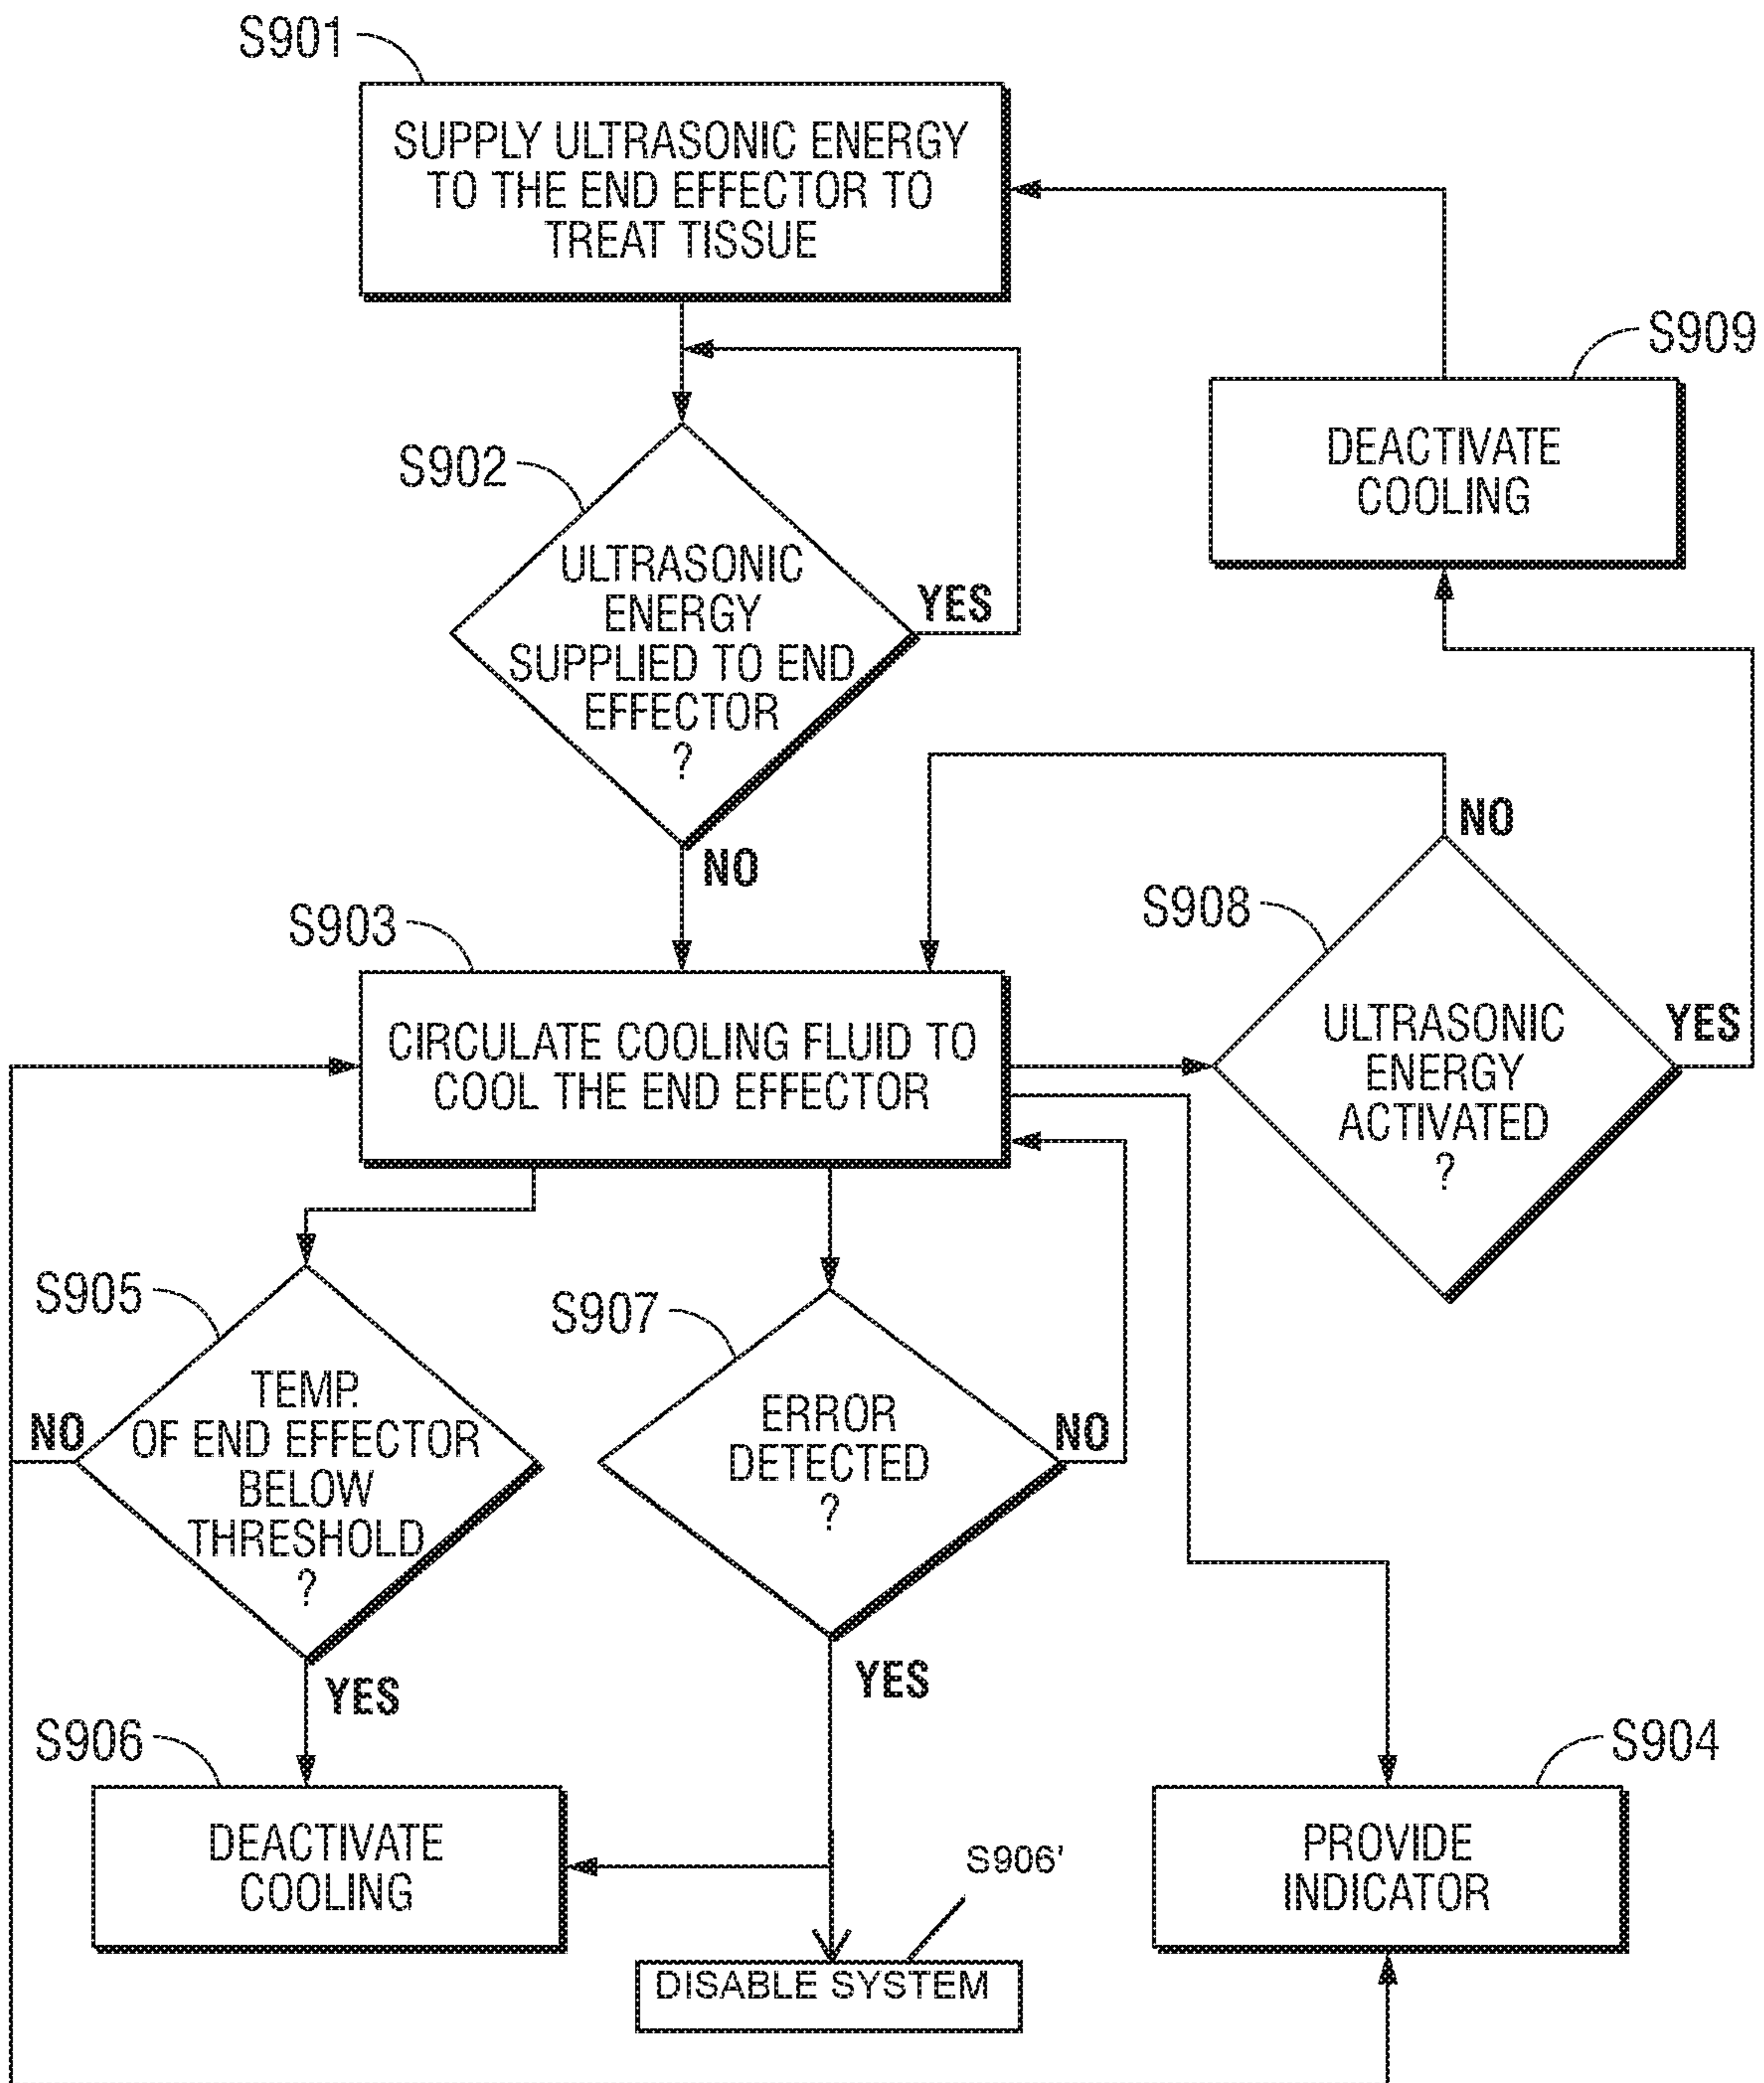 S901
SUPPLY ULTRASONIC ENERGY
TO THE END EFFECTOR TO
TREAT TISSUE
S909
DEACTIVATE
COOLING
S902
ULTRASONIC
ENERGY
SUPPLIED TO END
EFFECTOR
?
YES
NO
S903
CIRCULATE COOLING FLUID TO
COOL THE END EFFECTOR
S908
NO
ULTRASONIC
ENERGY
ACTIVATED
?
YES
S905
TEMP.
OF END EFFECTOR
BELOW
THRESHOLD
?
NO
YES
S907
ERROR
DETECTED
?
NO
YES
S906
DEACTIVATE
COOLING
S906'
DISABLE SYSTEM
S904
PROVIDE
INDICATOR